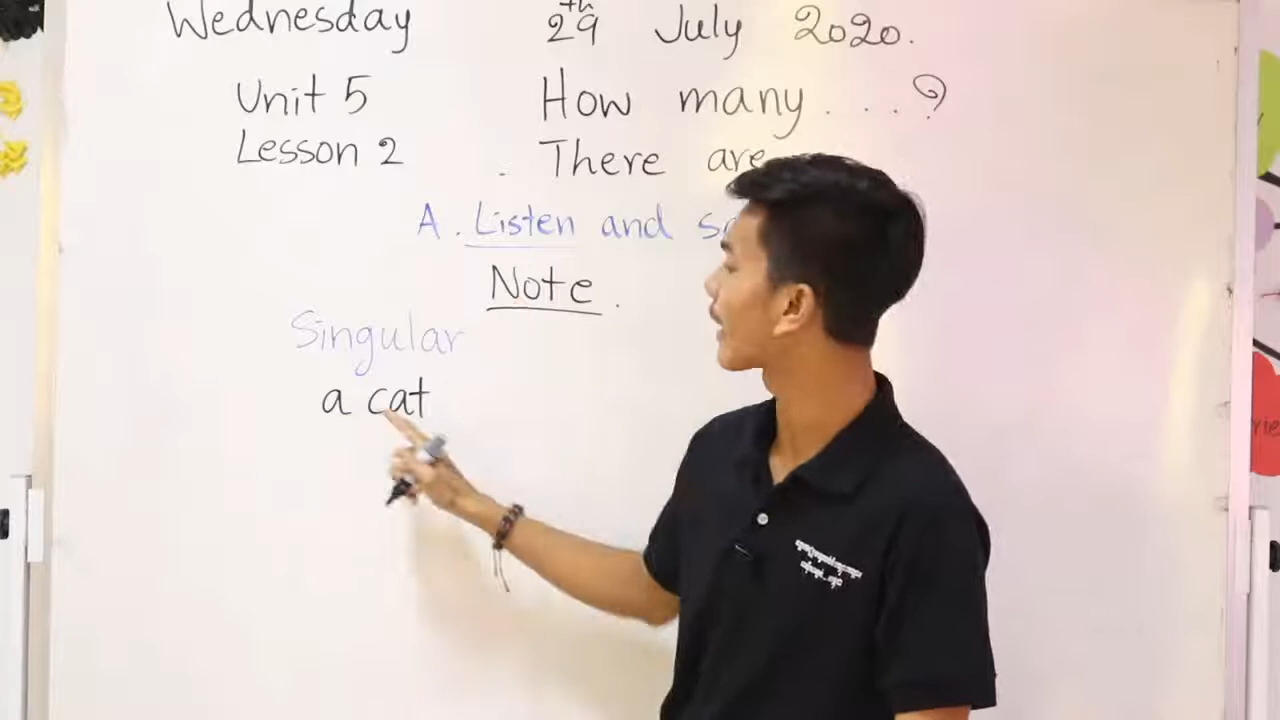 Wednesday 29th July 2020.
Unit 5 How many ...?
Lesson 2 . There are
A. Listen and
Note.
Singular
a cat